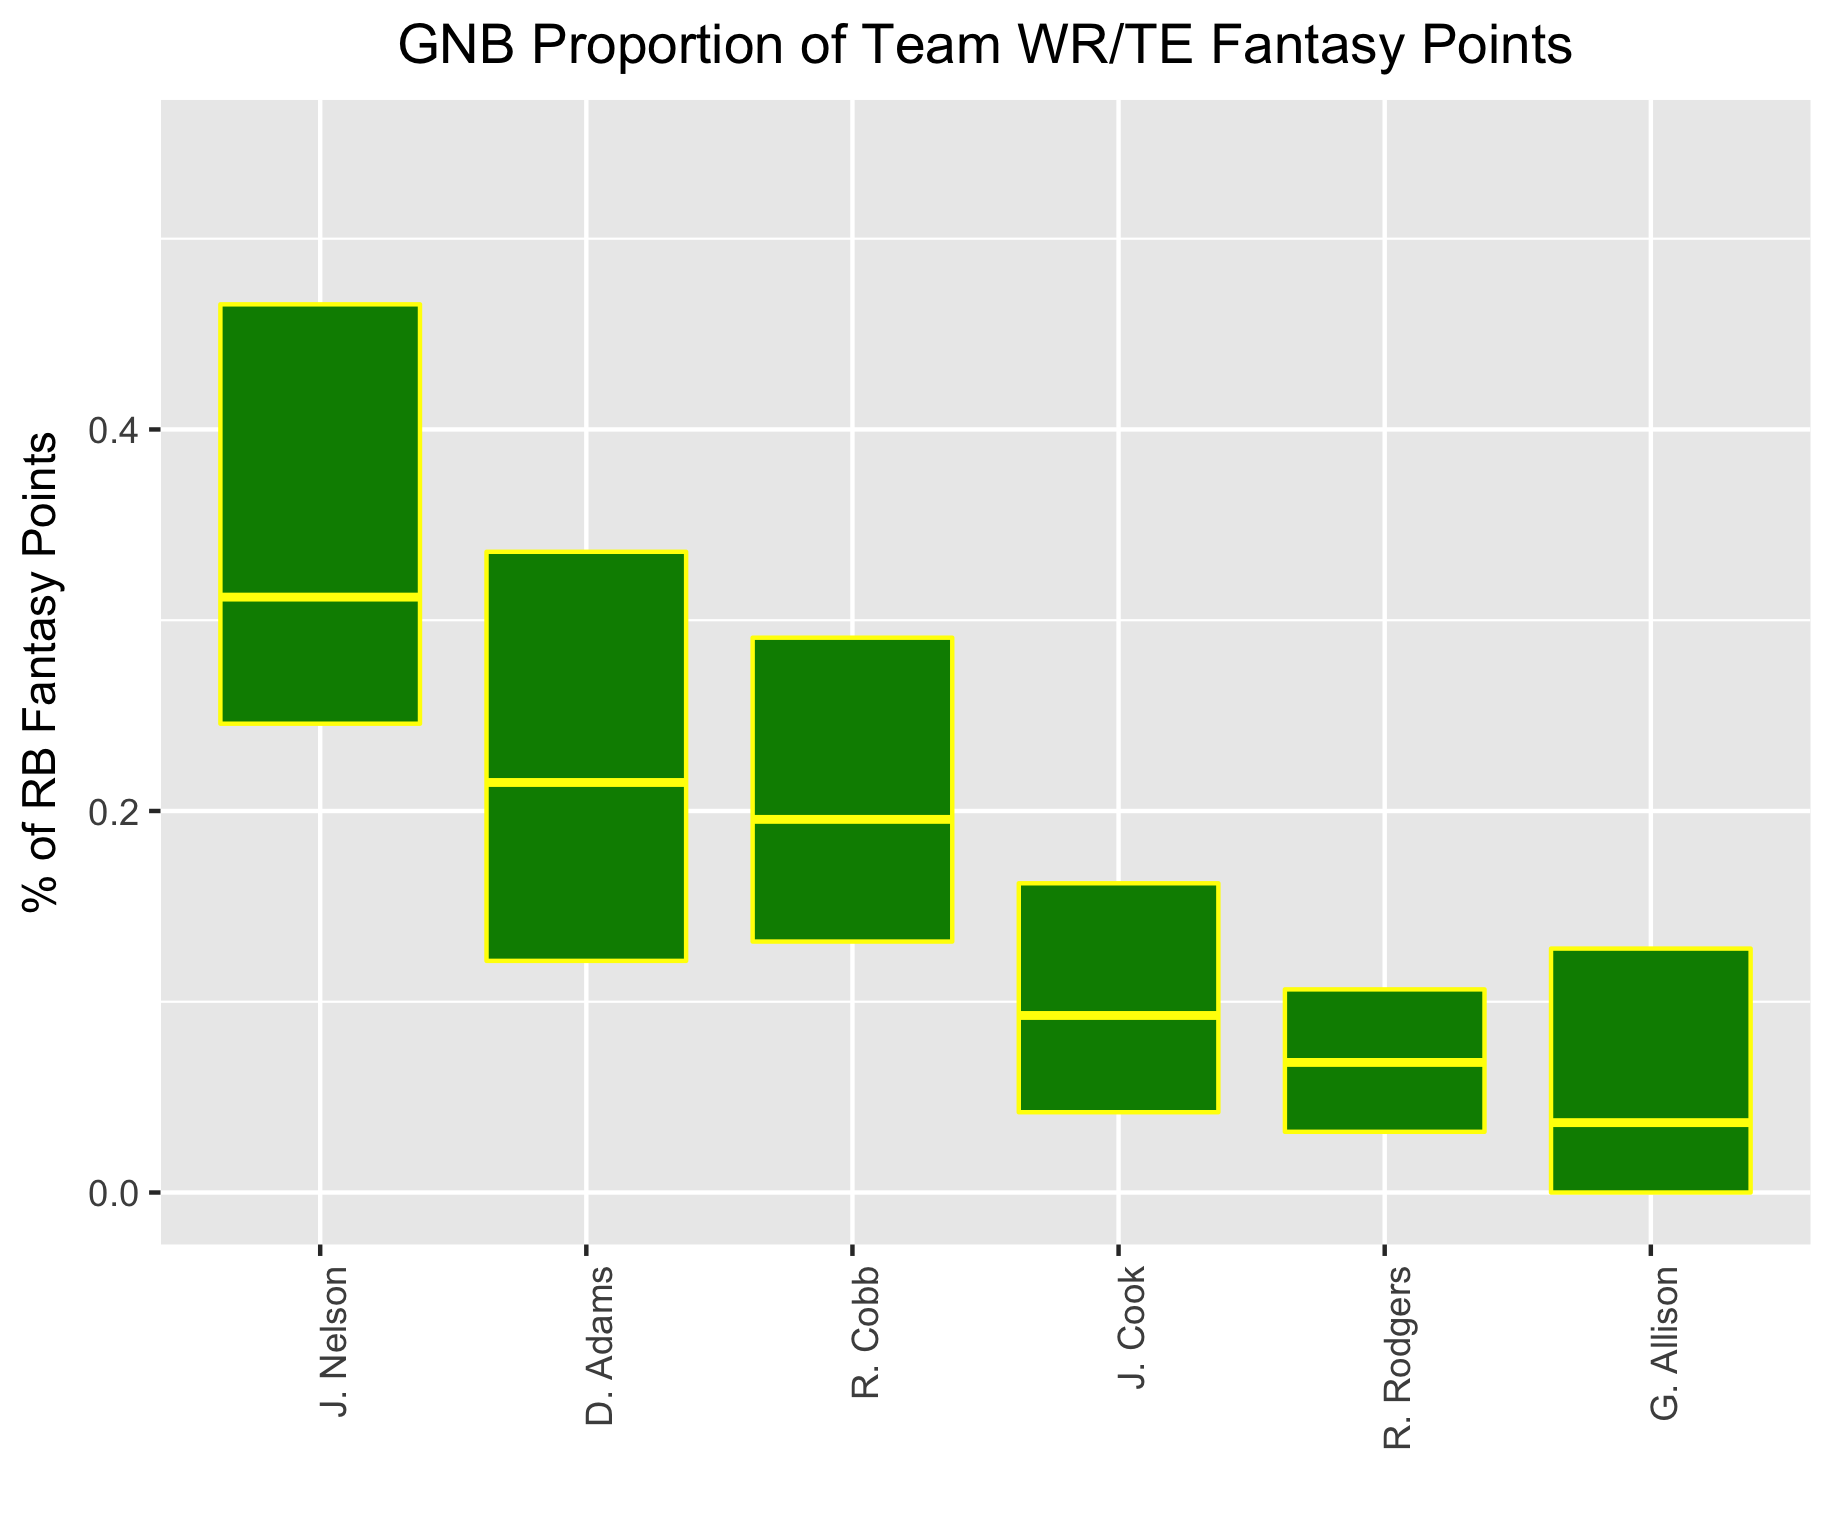 GNB Proportion of Team WR/TE Fantasy Points
% of RB Fantasy Points
0.4
0.2
0.0
J. Nelson
D. Adams
R. Cobb
J. Cook
R. Rodgers
G. Allison